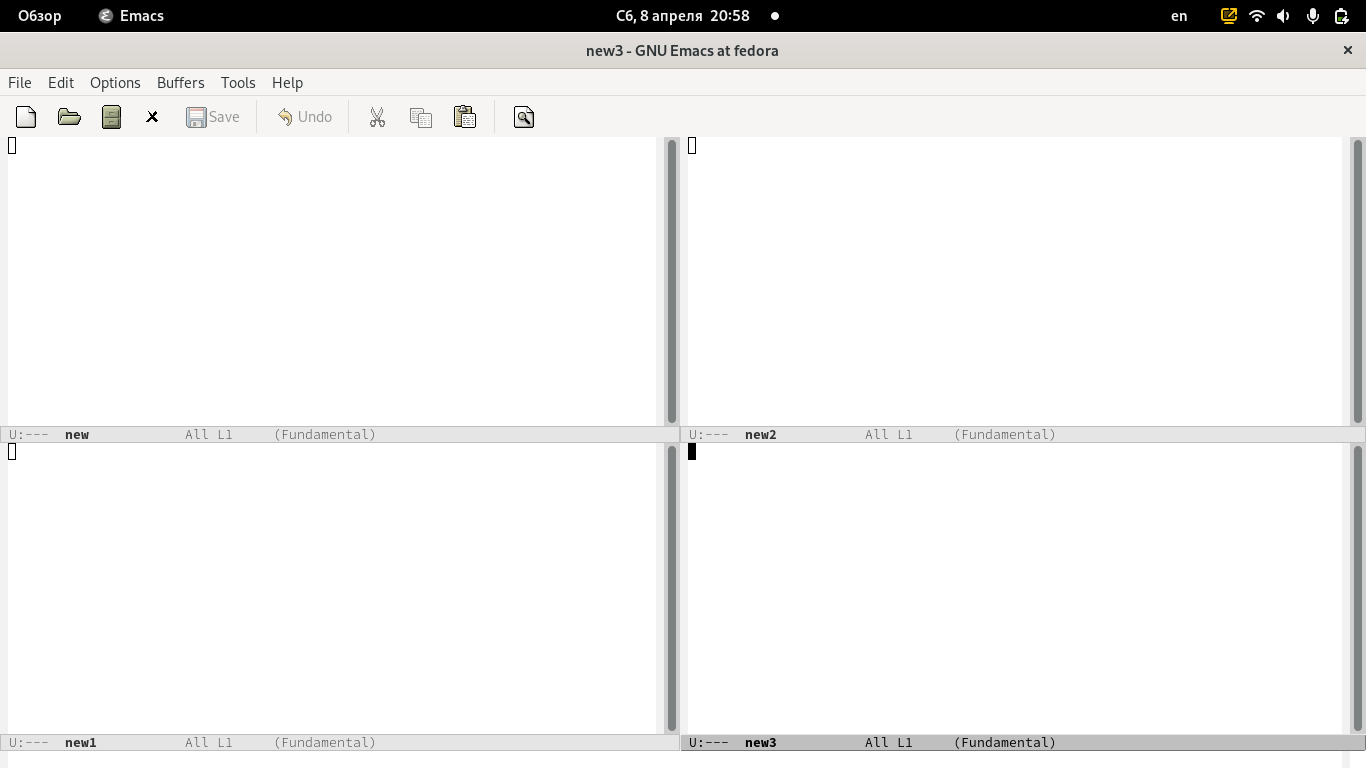 Обзор Emacs Сб, 8 апреля 20:58 en
new3 - GNU Emacs at fedora
File Edit Options Buffers Tools Help
Save Undo
U:--- new All L1 (Fundamental) U:--- new2 All L1 (Fundamental)
U:--- new1 All L1 (Fundamental) U:--- new3 All L1 (Fundamental)